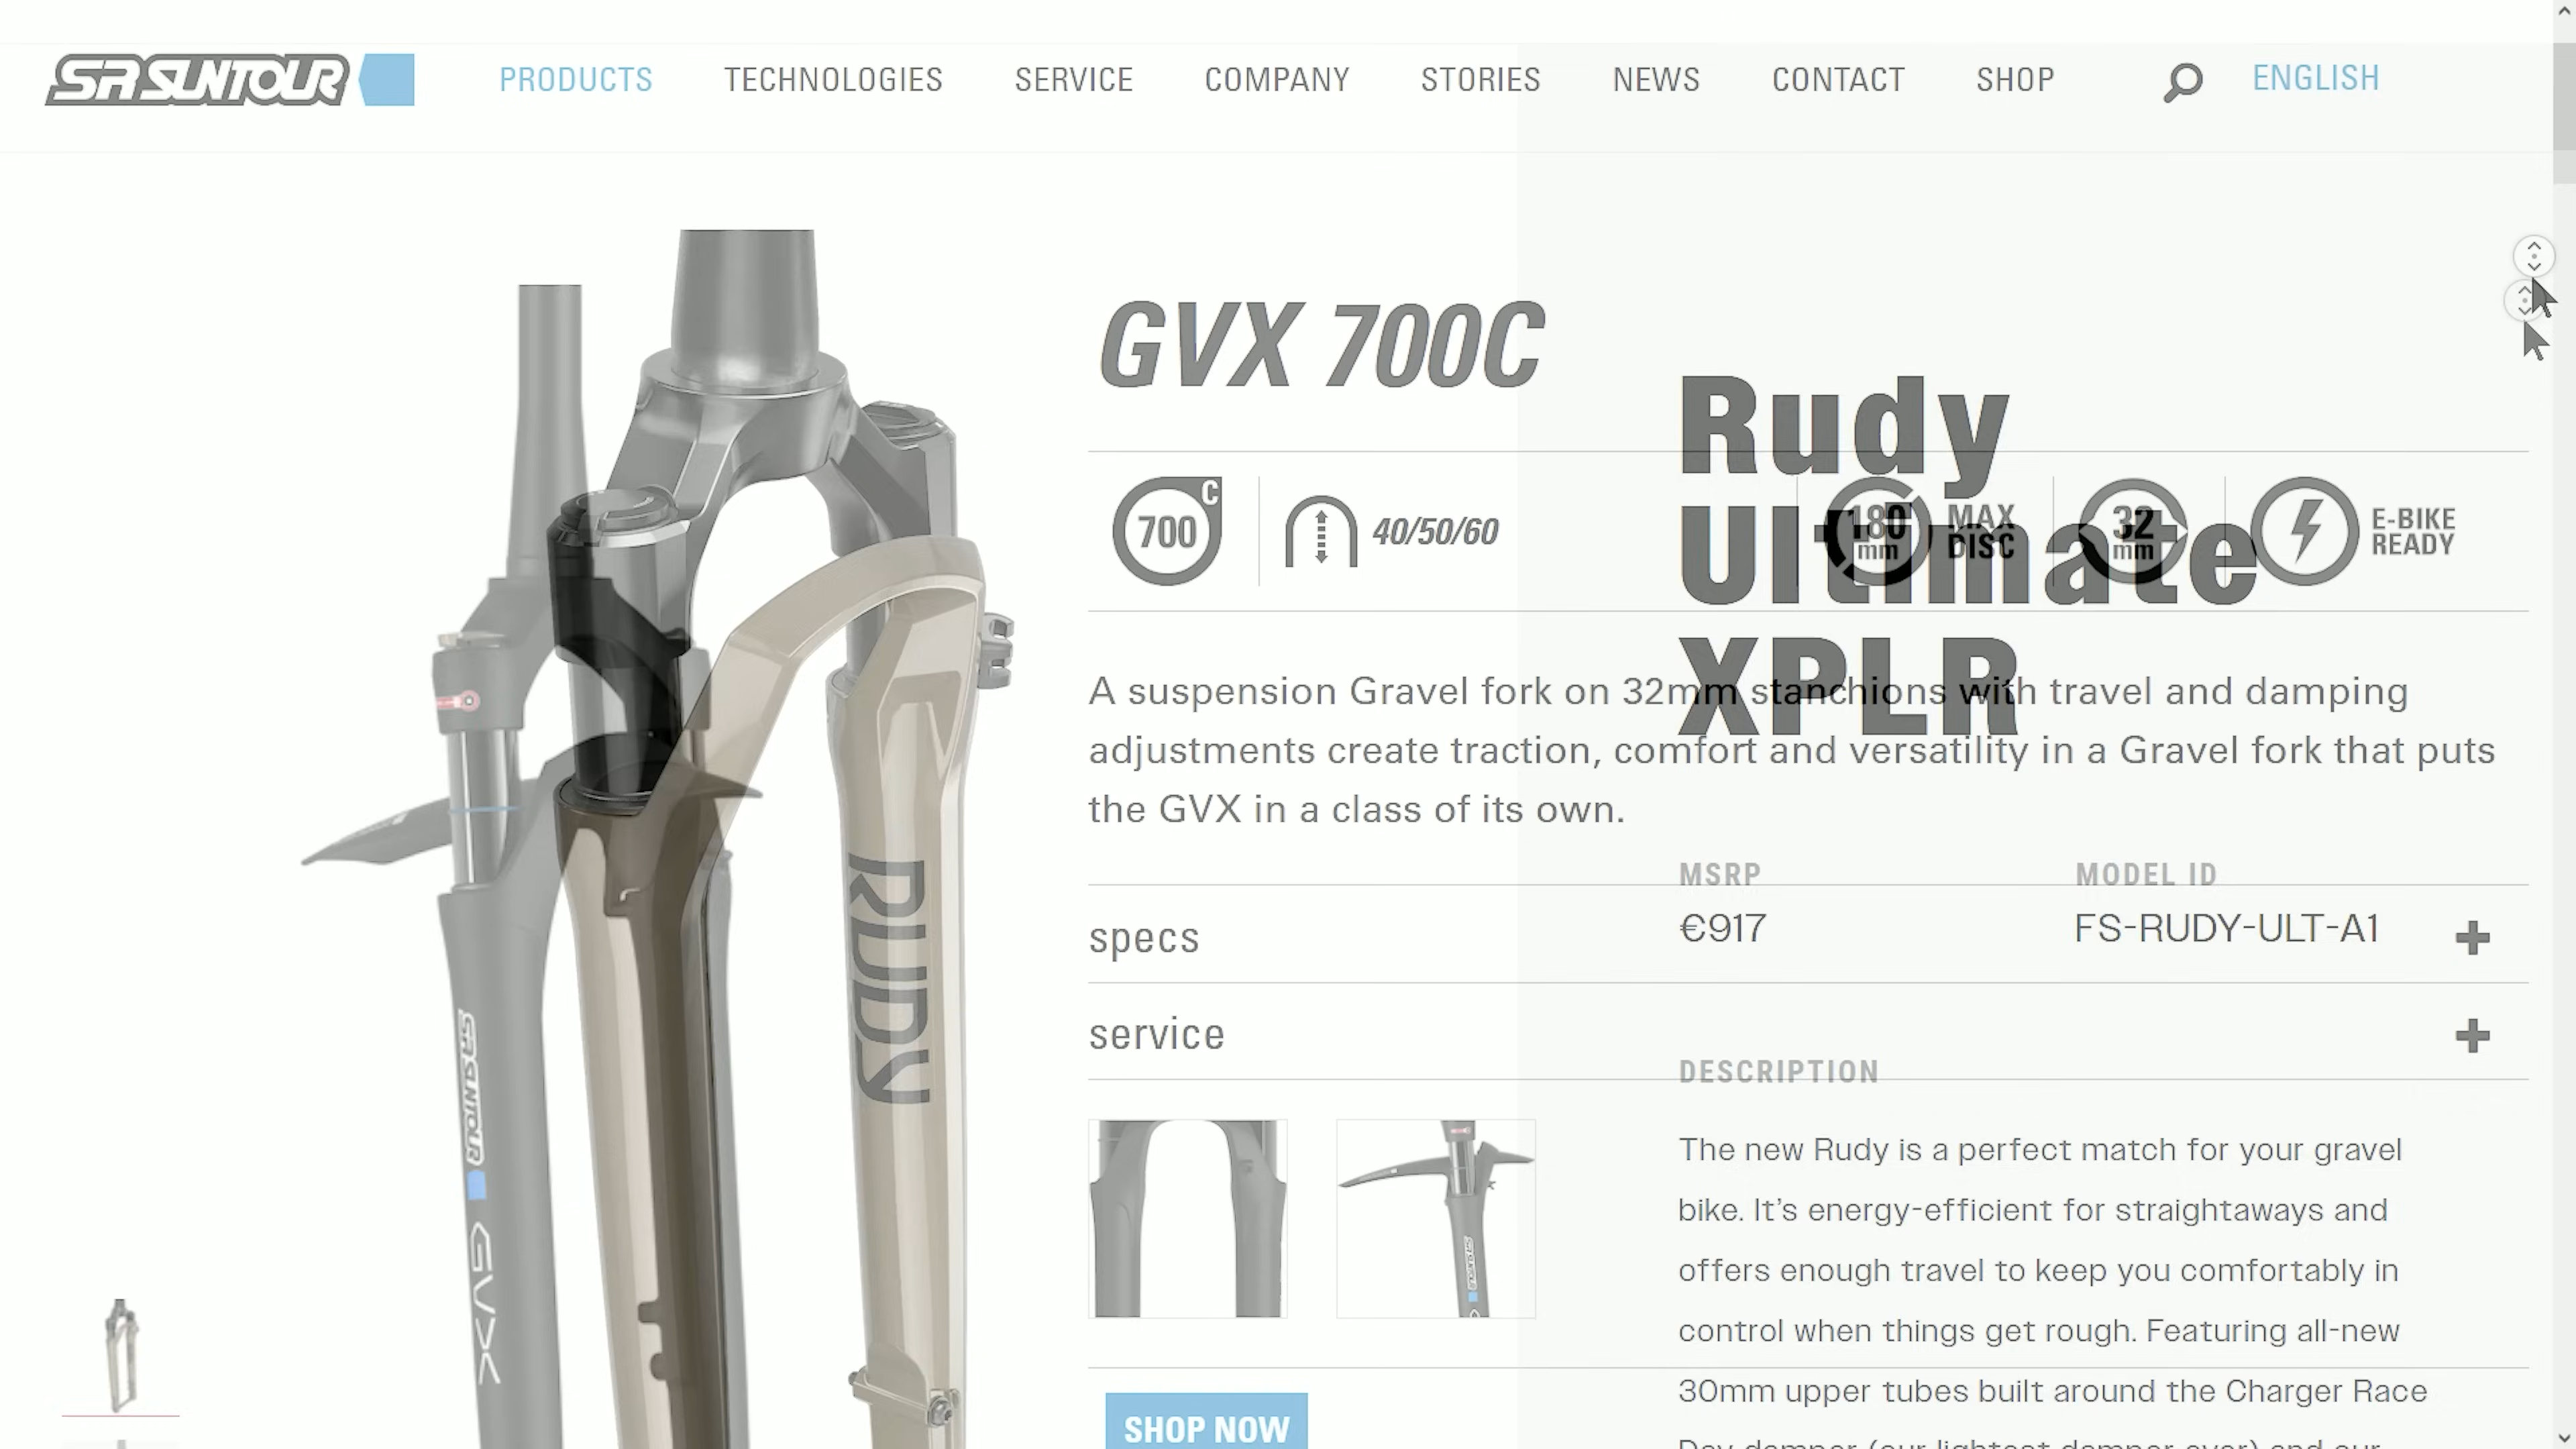 SR SUNTOUR
PRODUCTS
TECHNOLOGIES
SERVICE
COMPANY
STORIES
NEWS
CONTACT
SHOP
ENGLISH
GVX 700C
Rudy
Ultimate
XPLR
700 C
40/50/60
180 mm
MAX DISC
32 mm
E-BIKE READY
A suspension Gravel fork on 32mm stanchions with travel and damping
adjustments create traction, comfort and versatility in a Gravel fork that puts
the GVX in a class of its own.
MSRP
€917
MODEL ID
FS-RUDY-ULT-A1
specs
service
DESCRIPTION
The new Rudy is a perfect match for your gravel
bike. It's energy-efficient for straightaways and
offers enough travel to keep you comfortably in
control when things get rough. Featuring all-new
30mm upper tubes built around the Charger Race
SHOP NOW
RUDY
SR SUNTOUR
GVX